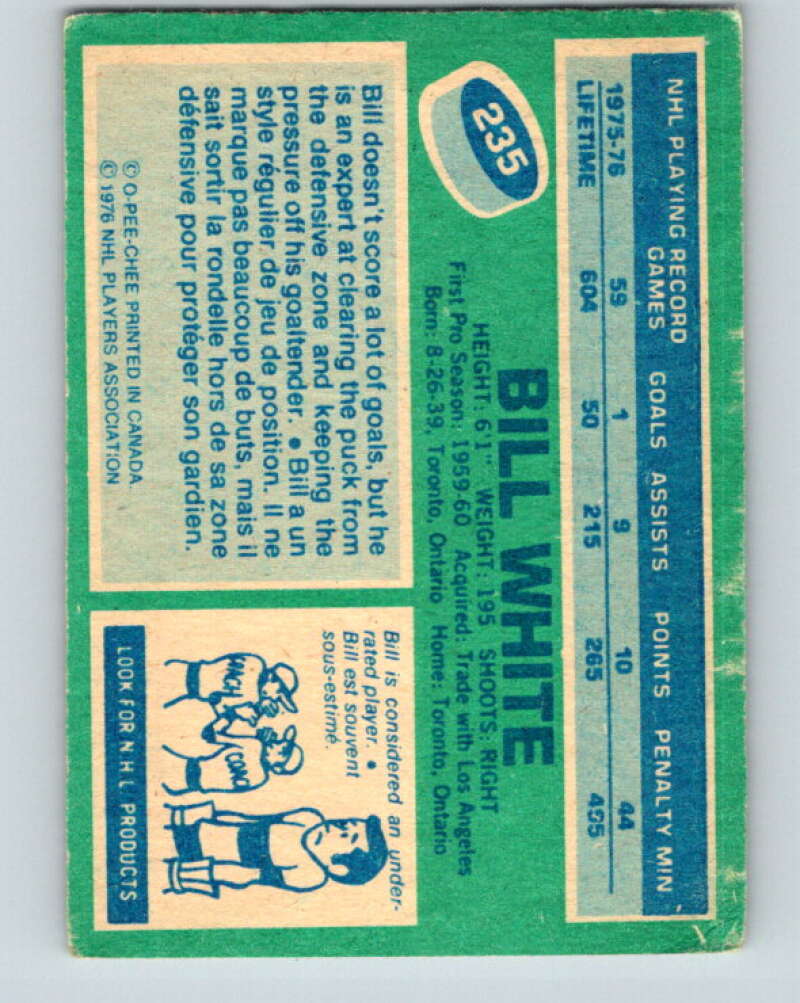 NHL PLAYING RECORD
GAMES GOALS ASSISTS POINTS PENALTY MIN
1975-76 59 1 9 10 44
LIFETIME 604 50 215 265 495
235
BILL WHITE
HEIGHT: 6'1" WEIGHT: 195 SHOOTS: RIGHT
First Pro Season: 1959-60 Acquired: Trade with Los Angeles
Born: 8-26-39, Toronto, Ontario Home: Toronto, Ontario
Bill doesn't score a lot of goals, but he
is an expert at clearing the puck from
the defensive zone and keeping the
pressure off his goaltender. • Bill a un
style régulier de jeu de position. Il ne
marque pas beaucoup de buts, mais il
sait sortir la rondelle hors de sa zone
défensive pour protéger son gardien.
© O-PEE-CHEE PRINTED IN CANADA.
© 1976 NHL PLAYERS ASSOCIATION
Bill is considered an under-
rated player. •
Bill est souvent
sous-estimé.
COACH
COACH
LOOK FOR N.H.L. PRODUCTS